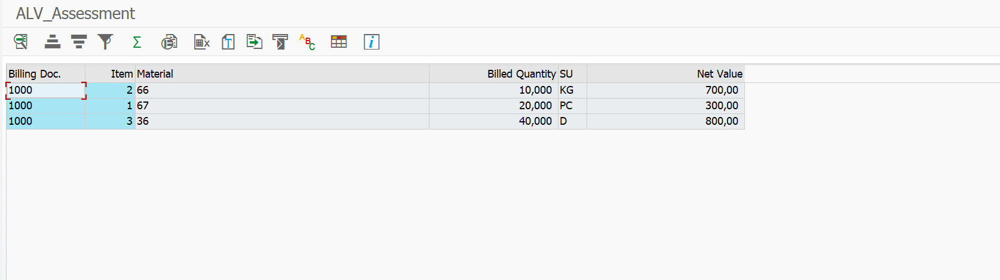 ALV_Assessment
X T A B C i
Billing Doc. Item Material Billed Quantity SU Net Value
1000 2 66 10,000 KG 700,00
1000 1 67 20,000 PC 300,00
1000 3 36 40,000 D 800,00